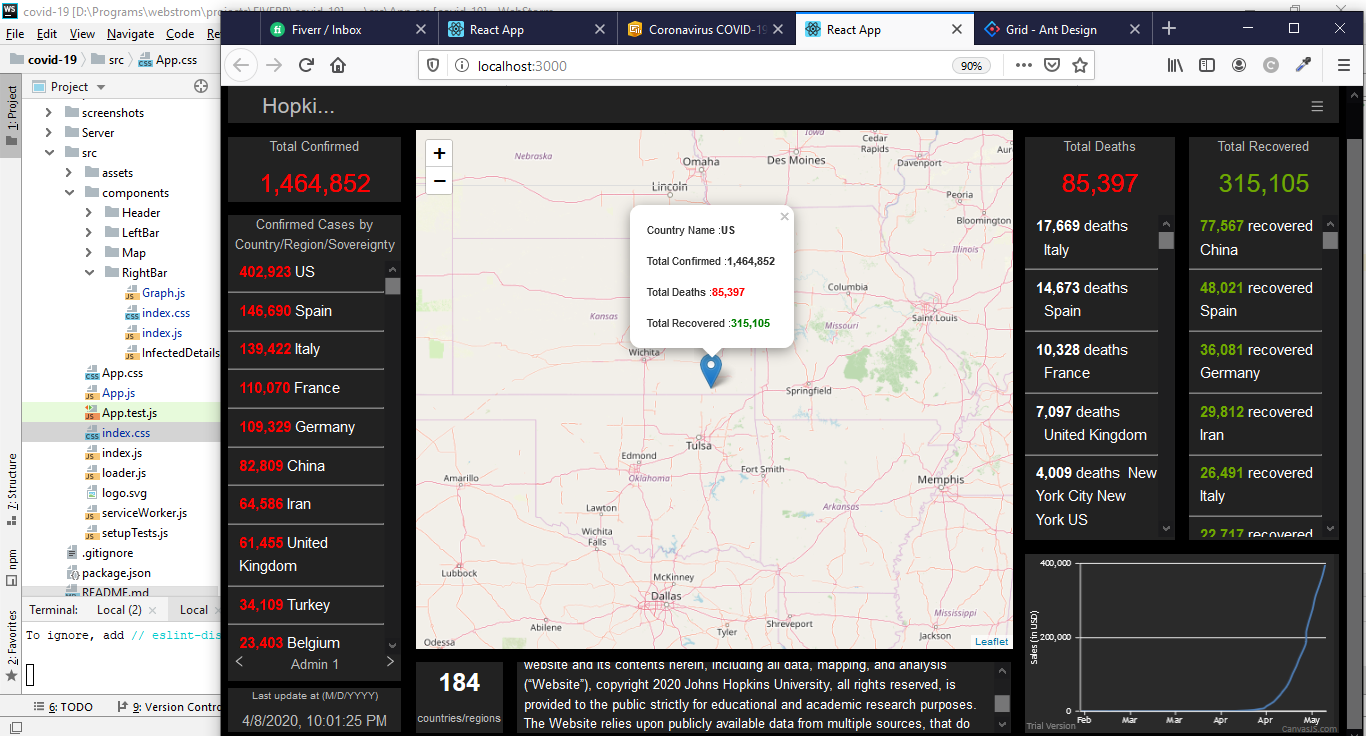 covid-19 [D:\Programs\webstrom\projects\FIVERR\covid-19] - ...\src\App.css [covid-19] - WebStorm
File Edit View Navigate Code Re
covid-19 src App.css
1: Project
Project
screenshots
Server
src
assets
components
Header
LeftBar
Map
RightBar
Graph.js
index.css
index.js
InfectedDetails
App.css
App.js
App.test.js
index.css
index.js
loader.js
logo.svg
serviceWorker.js
setupTests.js
.gitignore
package.json
README.md
7: Structure
npm
2: Favorites
Terminal: Local (2) × Local
To ignore, add // eslint-dis
6: TODO 9: Version Contro
Fiverr / Inbox
React App
Coronavirus COVID-19
React App
Grid - Ant Design
localhost:3000
90%
Hopki...
Total Confirmed
1,464,852
Confirmed Cases by
Country/Region/Sovereignty
402,923 US
146,690 Spain
139,422 Italy
110,070 France
109,329 Germany
82,809 China
64,586 Iran
61,455 United
Kingdom
34,109 Turkey
23,403 Belgium
Admin 1
Last update at (M/D/YYYY)
4/8/2020, 10:01:25 PM
+
−
Iowa
Nebraska
Omaha
Des Moines
Cedar
Rapids
Davenport
Lincoln
Peoria
Bloomington
Illinois
Columbia
Saint Louis
Missouri
Kansas
Wichita
Springfield
Tulsa
Edmond
Oklahoma
Fort Smith
Amarillo
Memphis
Arkansas
Lawton
Wichita
Falls
Lubbock
McKinney
Dallas
Mississippi
Abilene
Tyler
Shreveport
Jackson
Odessa
Leaflet
Country Name :US
Total Confirmed :1,464,852
Total Deaths :85,397
Total Recovered :315,105
184
countries/regions
website and its contents herein, including all data, mapping, and analysis
(“Website”), copyright 2020 Johns Hopkins University, all rights reserved, is
provided to the public strictly for educational and academic research purposes.
The Website relies upon publicly available data from multiple sources, that do
Total Deaths
85,397
17,669 deaths
Italy
14,673 deaths
Spain
10,328 deaths
France
7,097 deaths
United Kingdom
4,009 deaths New
York City New
York US
Total Recovered
315,105
77,567 recovered
China
48,021 recovered
Spain
36,081 recovered
Germany
29,812 recovered
Iran
26,491 recovered
Italy
22,717 recovered
400,000
200,000
0
Sales (in USD)
Feb Mar Mar Apr Apr May
Trial Version
CanvasJS.com